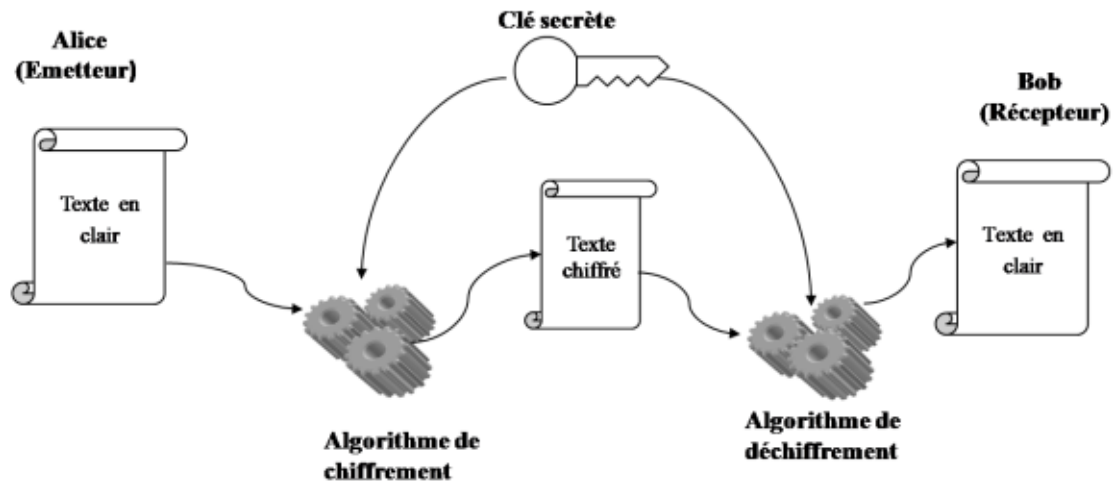 Clé secrète
Alice
(Emetteur)
Bob
(Récepteur)
Texte en
clair
Texte
chiffré
Texte en
clair
Algorithme de
chiffrement
Algorithme de
déchiffrement